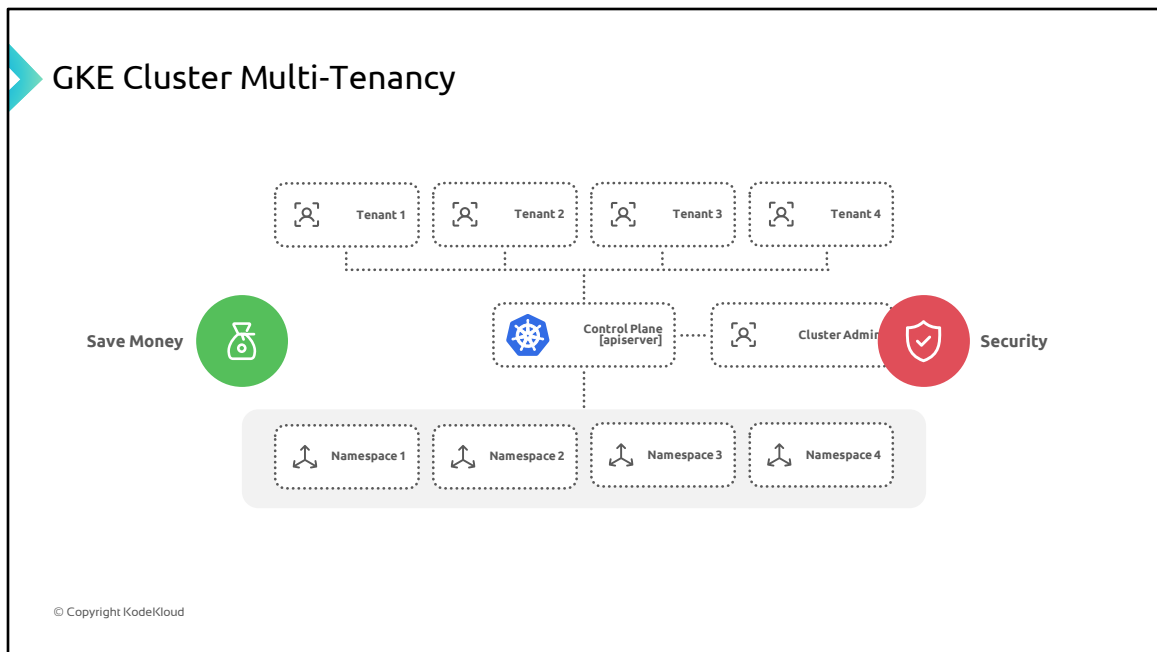 GKE Cluster Multi-Tenancy
Tenant 1
Tenant 2
Tenant 3
Tenant 4
Save Money
Control Plane
[apiserver]
Cluster Admin
Security
Namespace 1
Namespace 2
Namespace 3
Namespace 4
© Copyright KodeKloud